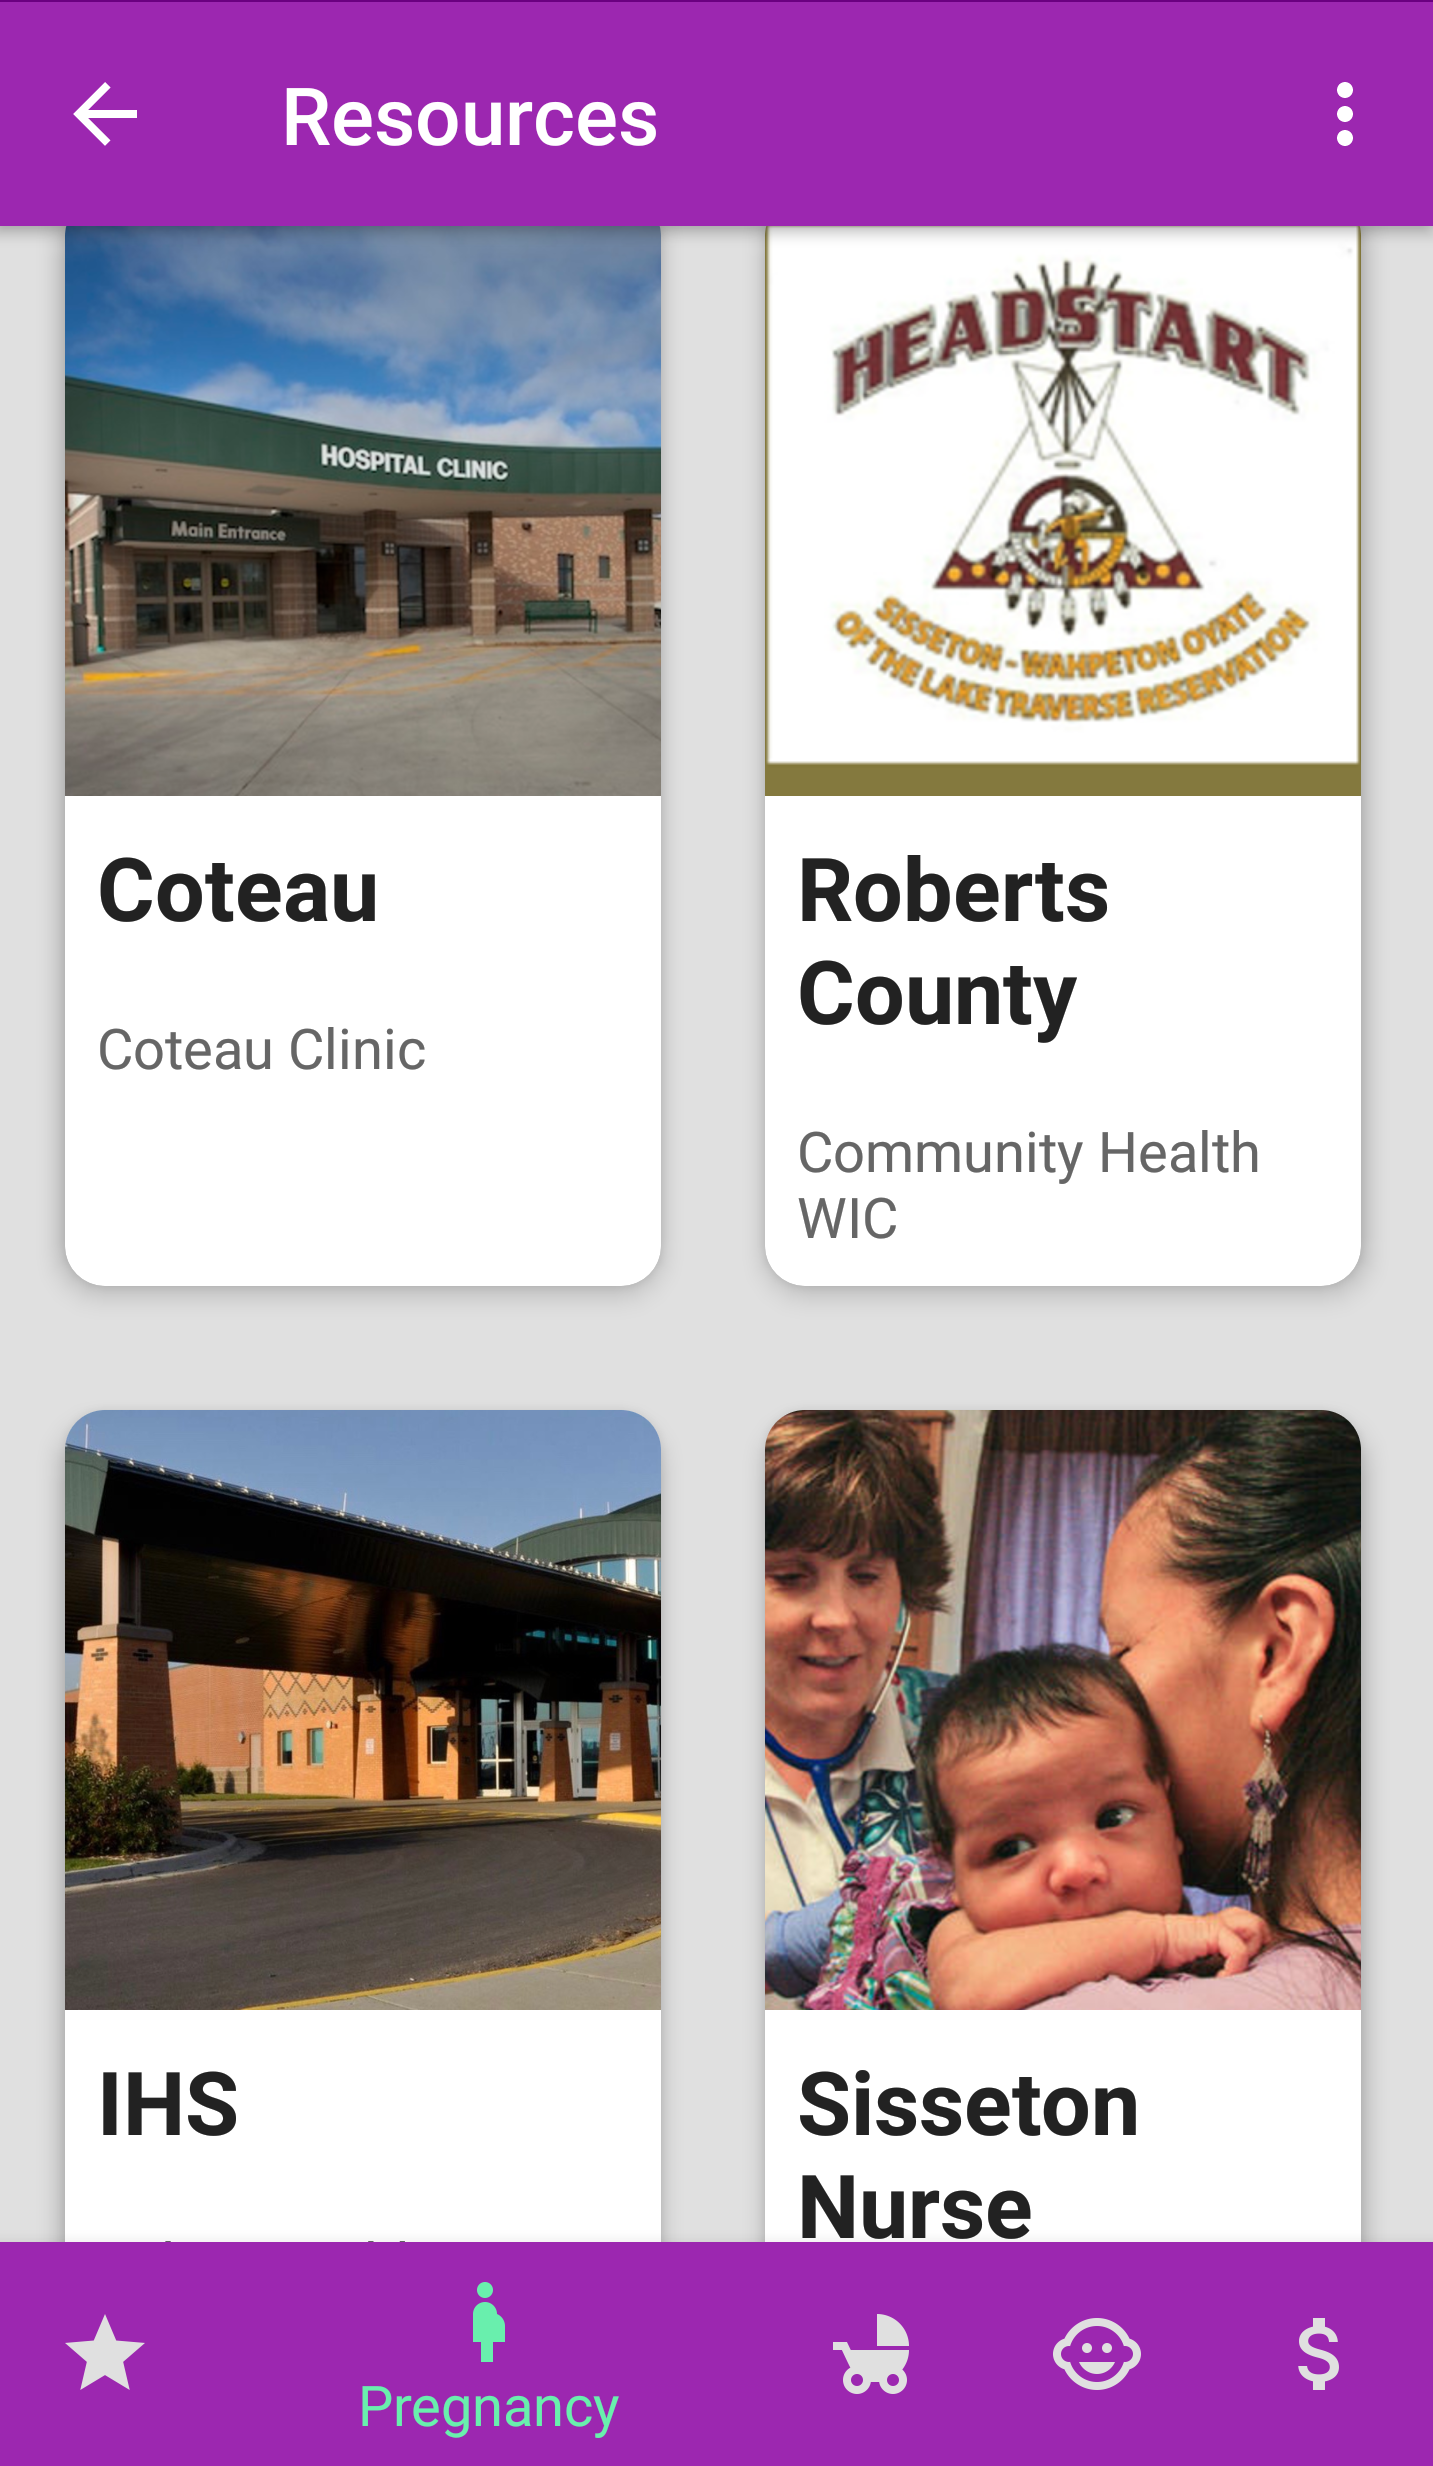 Resources
HOSPITAL CLINIC
Main Entrance
HEADSTART
SISSETON - WAHPETON OYATE
OF THE LAKE TRAVERSE RESERVATION
Coteau
Coteau Clinic
Roberts
County
Community Health
WIC
IHS
Sisseton
Nurse
Pregnancy